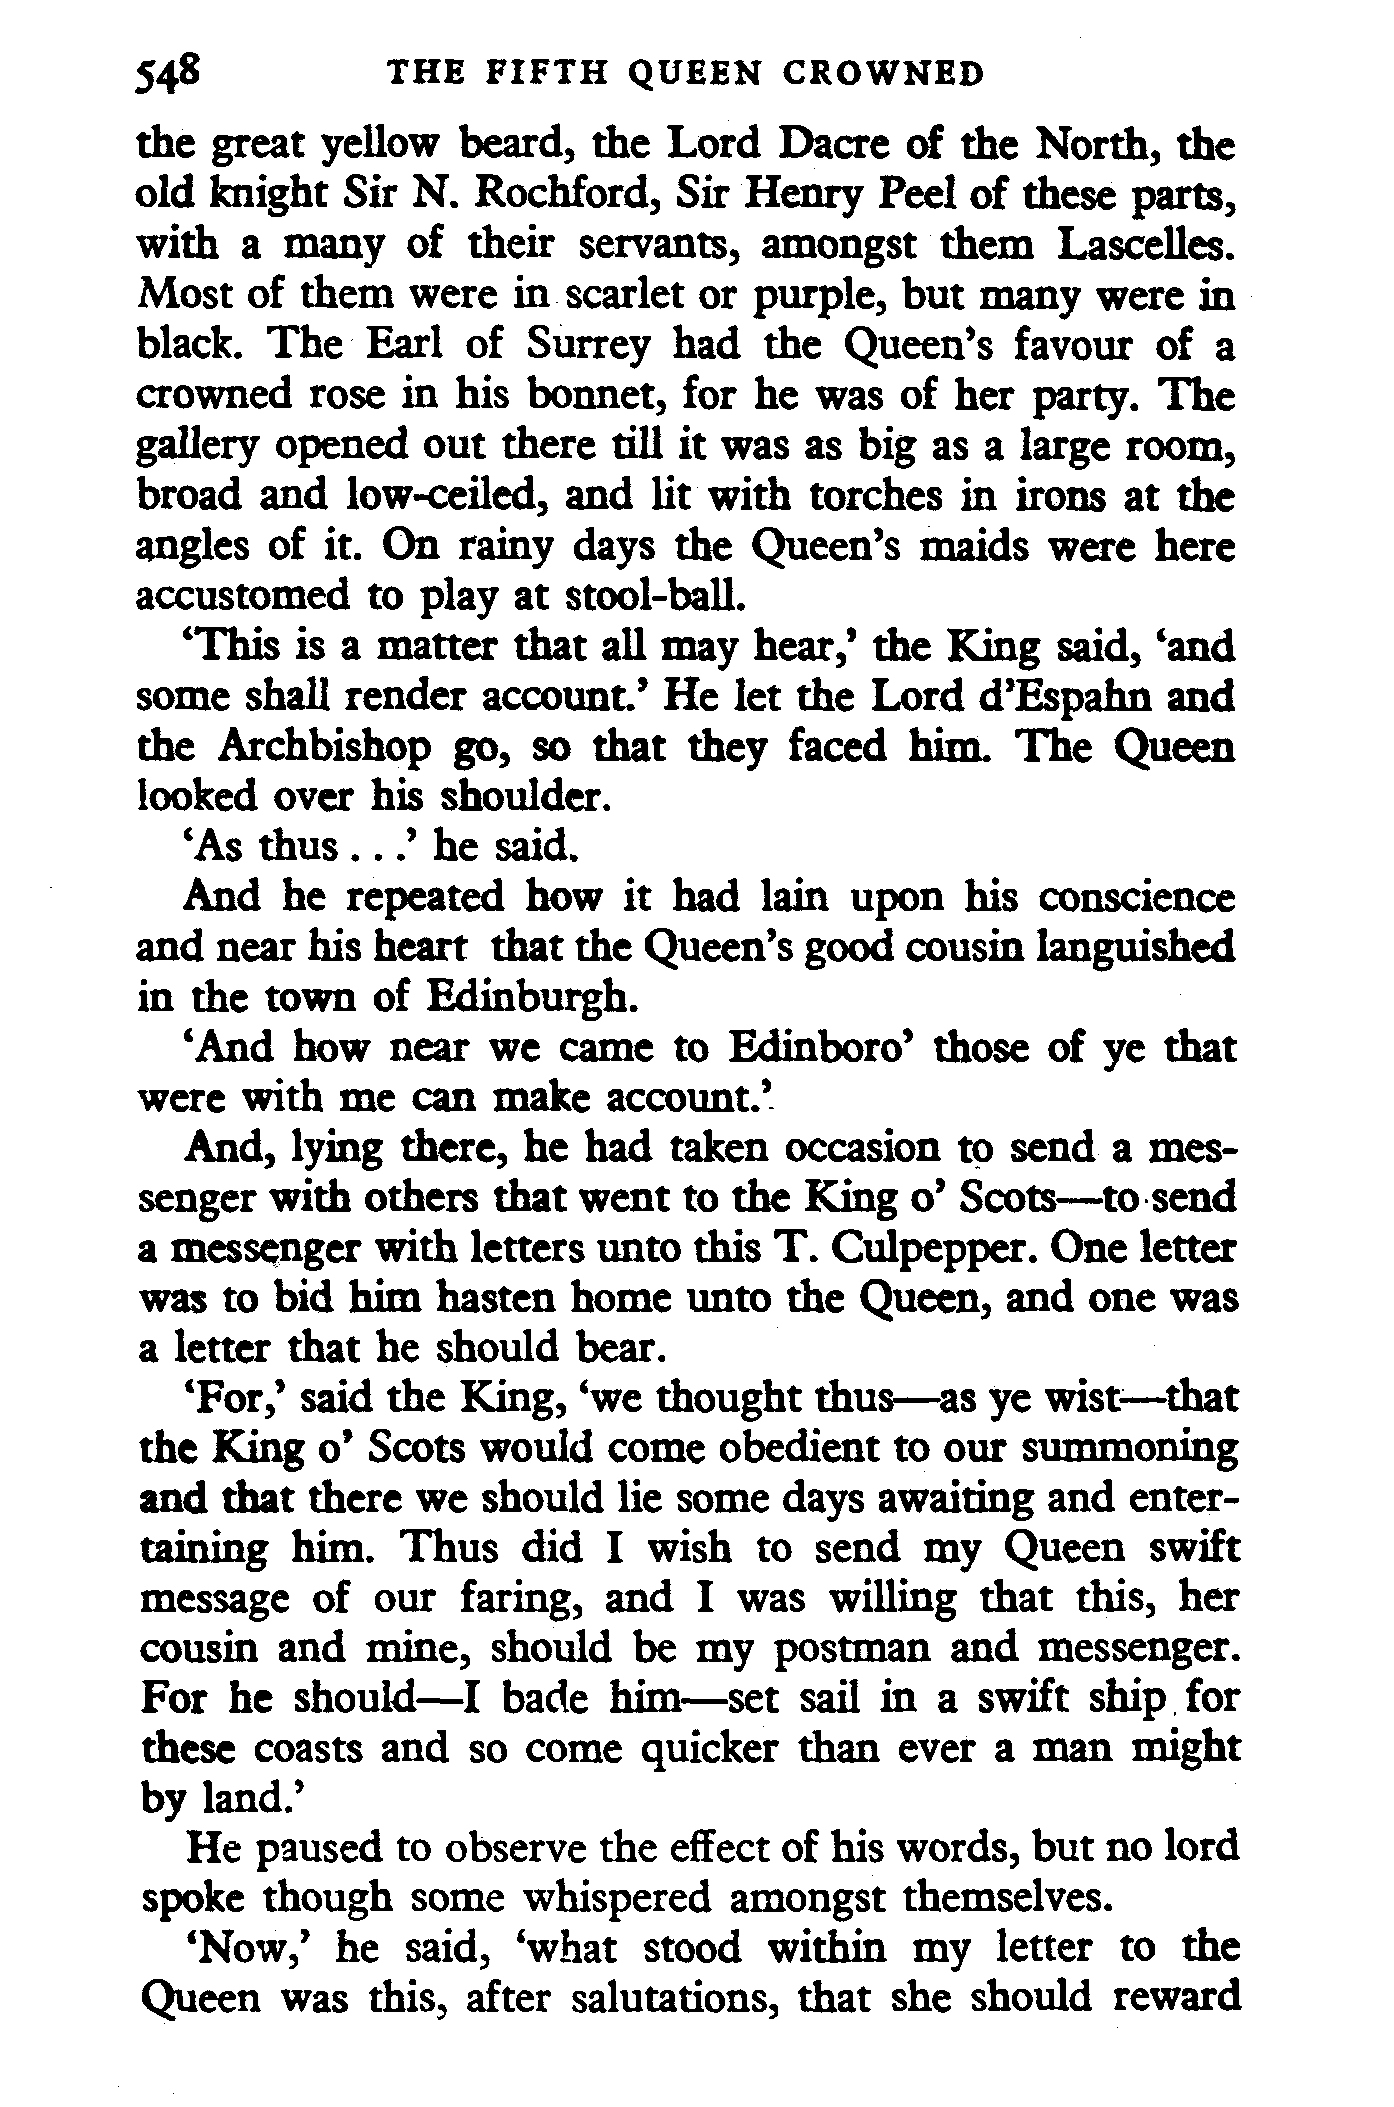 548 THE FIFTH QUEEN CROWNED
the great yellow beard, the Lord Dacre of the North, the
old knight Sir N. Rochford, Sir Henry Peel of these parts,
with a many of their servants, amongst them Lascelles.
Most of them were in scarlet or purple, but many were in
black. The Earl of Surrey had the Queen’s favour of a
crowned rose in his bonnet, for he was of her party. The
gallery opened out there till it was as big as a large room,
broad and low-ceiled, and lit with torches in irons at the
angles of it. On rainy days the Queen’s maids were here
accustomed to play at stool-ball.
‘This is a matter that all may hear,’ the King said, ‘and
some shall render account.’ He let the Lord d’Espahn and
the Archbishop go, so that they faced him. The Queen
looked over his shoulder.
‘As thus . . .’ he said.
And he repeated how it had lain upon his conscience
and near his heart that the Queen’s good cousin languished
in the town of Edinburgh.
‘And how near we came to Edinboro’ those of ye that
were with me can make account.’
And, lying there, he had taken occasion to send a mes-
senger with others that went to the King o’ Scots—to send
a messenger with letters unto this T. Culpepper. One letter
was to bid him hasten home unto the Queen, and one was
a letter that he should bear.
‘For,’ said the King, ‘we thought thus—as ye wist—that
the King o’ Scots would come obedient to our summoning
and that there we should lie some days awaiting and enter-
taining him. Thus did I wish to send my Queen swift
message of our faring, and I was willing that this, her
cousin and mine, should be my postman and messenger.
For he should—I bade him—set sail in a swift ship for
these coasts and so come quicker than ever a man might
by land.’
He paused to observe the effect of his words, but no lord
spoke though some whispered amongst themselves.
‘Now,’ he said, ‘what stood within my letter to the
Queen was this, after salutations, that she should reward